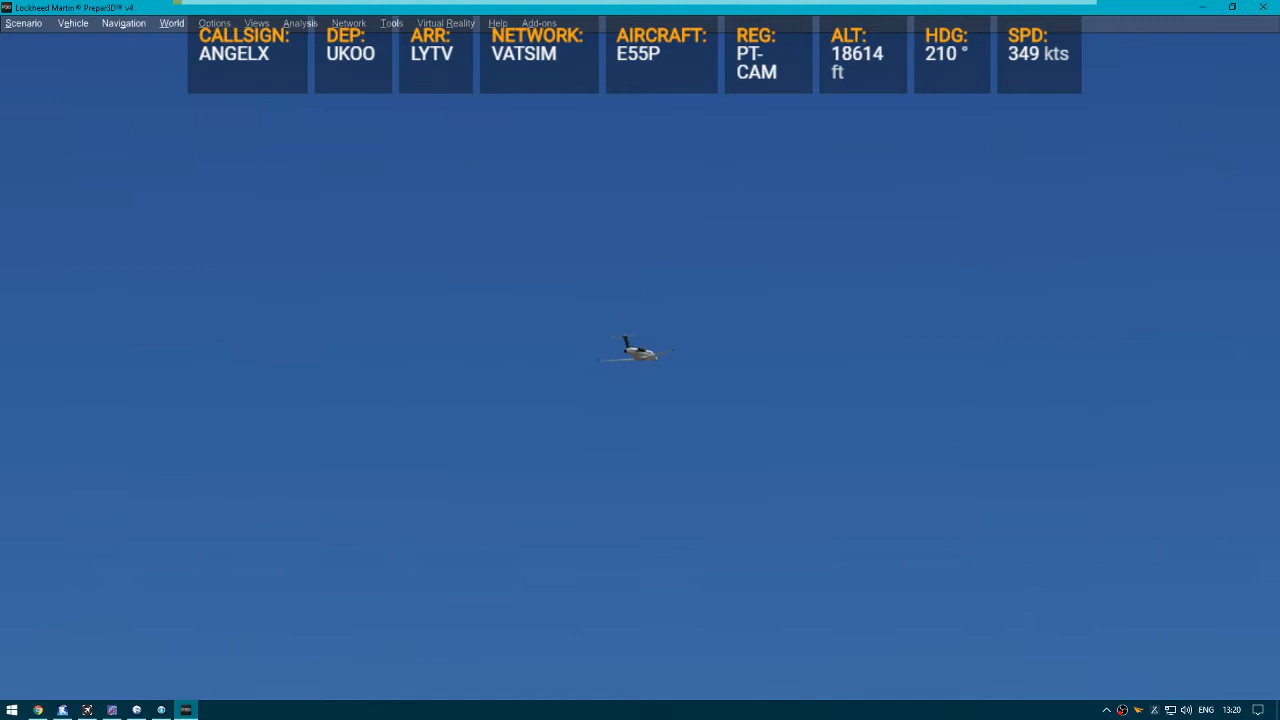 Lockheed Martin® Prepar3D® v4
Scenario Vehicle Navigation World Options Views Analysis Network Tools Virtual Reality Help Add-ons
CALLSIGN: DEP: ARR: NETWORK: AIRCRAFT: REG: ALT: HDG: SPD:
ANGELX UKOO LYTV VATSIM E55P PT- 18614 210 ° 349 kts
CAM ft
P3D ENG 13:20